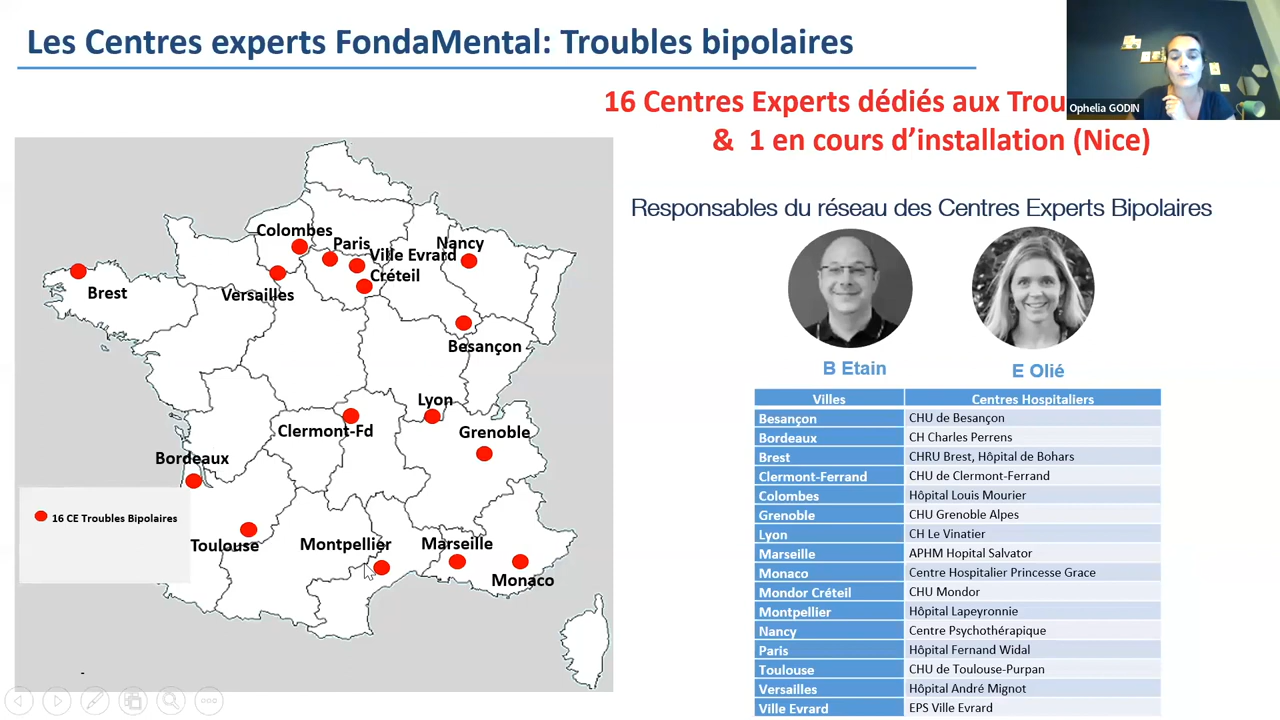 Les Centres experts FondaMental: Troubles bipolaires
Ophelia GODIN
16 Centres Experts dédiés aux Trou
& 1 en cours d'installation (Nice)
Responsables du réseau des Centres Experts Bipolaires
B Etain
E Olié
Colombes
Paris
Nancy
Ville Evrard
Créteil
Brest
Versailles
Besançon
Lyon
Clermont-Fd
Grenoble
Bordeaux
16 CE Troubles Bipolaires
Toulouse
Montpellier
Marseille
Monaco
Villes Centres Hospitaliers
Besançon CHU de Besançon
Bordeaux CH Charles Perrens
Brest CHRU Brest, Hôpital de Bohars
Clermont-Ferrand CHU de Clermont-Ferrand
Colombes Hôpital Louis Mourier
Grenoble CHU Grenoble Alpes
Lyon CH Le Vinatier
Marseille APHM Hopital Salvator
Monaco Centre Hospitalier Princesse Grace
Mondor Créteil CHU Mondor
Montpellier Hôpital Lapeyronnie
Nancy Centre Psychothérapique
Paris Hôpital Fernand Widal
Toulouse CHU de Toulouse-Purpan
Versailles Hôpital André Mignot
Ville Evrard EPS Ville Evrard